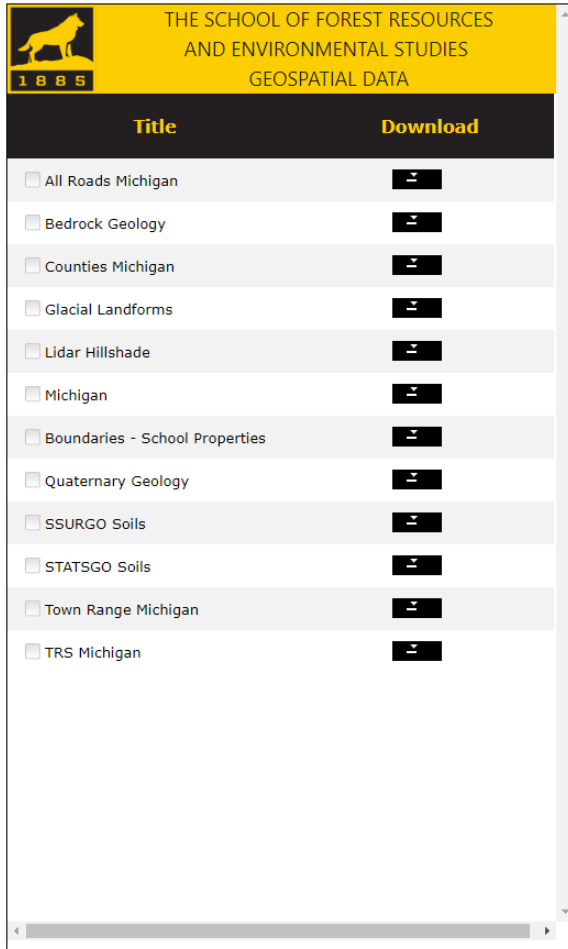 THE SCHOOL OF FOREST RESOURCES
AND ENVIRONMENTAL STUDIES
GEOSPATIAL DATA
1885
Title Download
All Roads Michigan
Bedrock Geology
Counties Michigan
Glacial Landforms
Lidar Hillshade
Michigan
Boundaries - School Properties
Quaternary Geology
SSURGO Soils
STATSGO Soils
Town Range Michigan
TRS Michigan